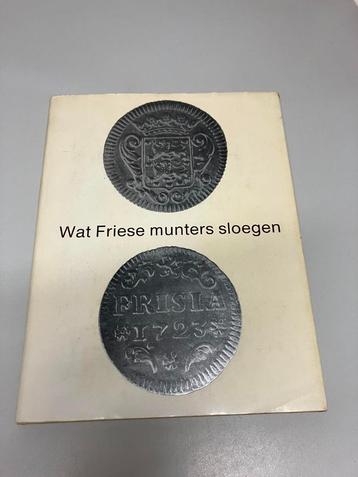 Wat Friese munters sloegen
FRISIA
*1723*